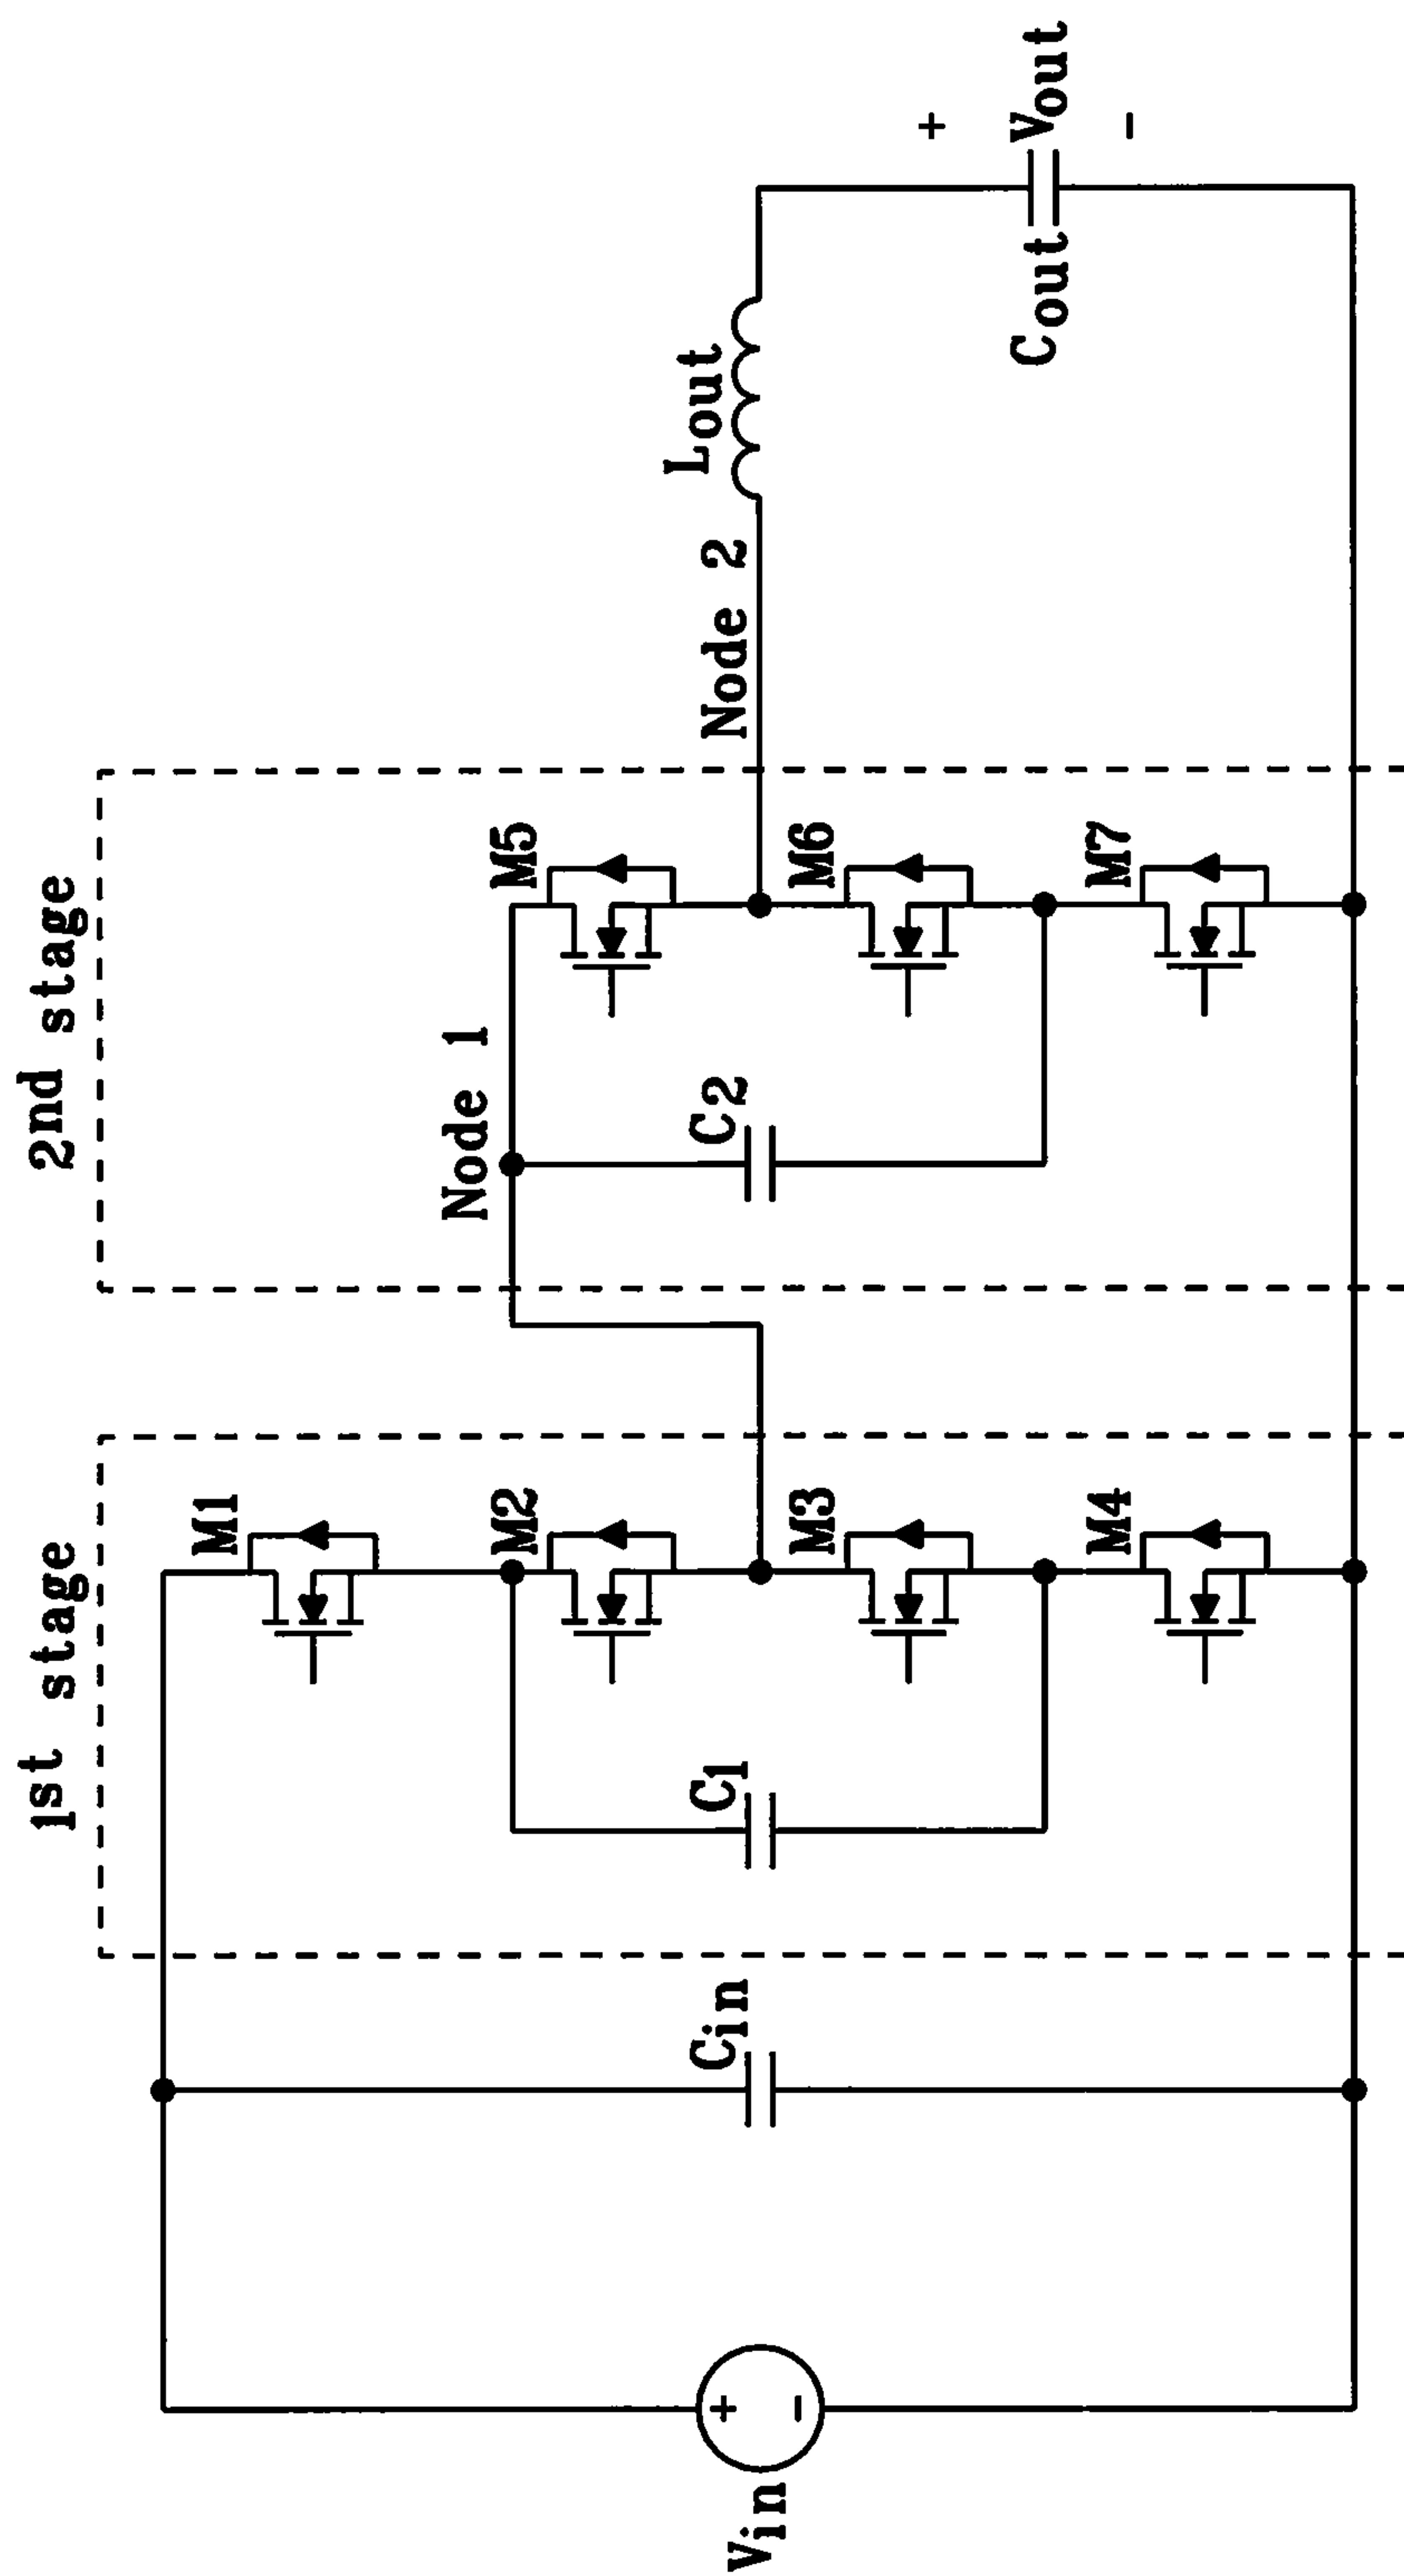 1st stage
2nd stage
M1
M2
M3
M4
M5
M6
M7
Node 1
Node 2
Vin
+
-
Cin
C1
C2
Lout
Cout
+
Vout
-